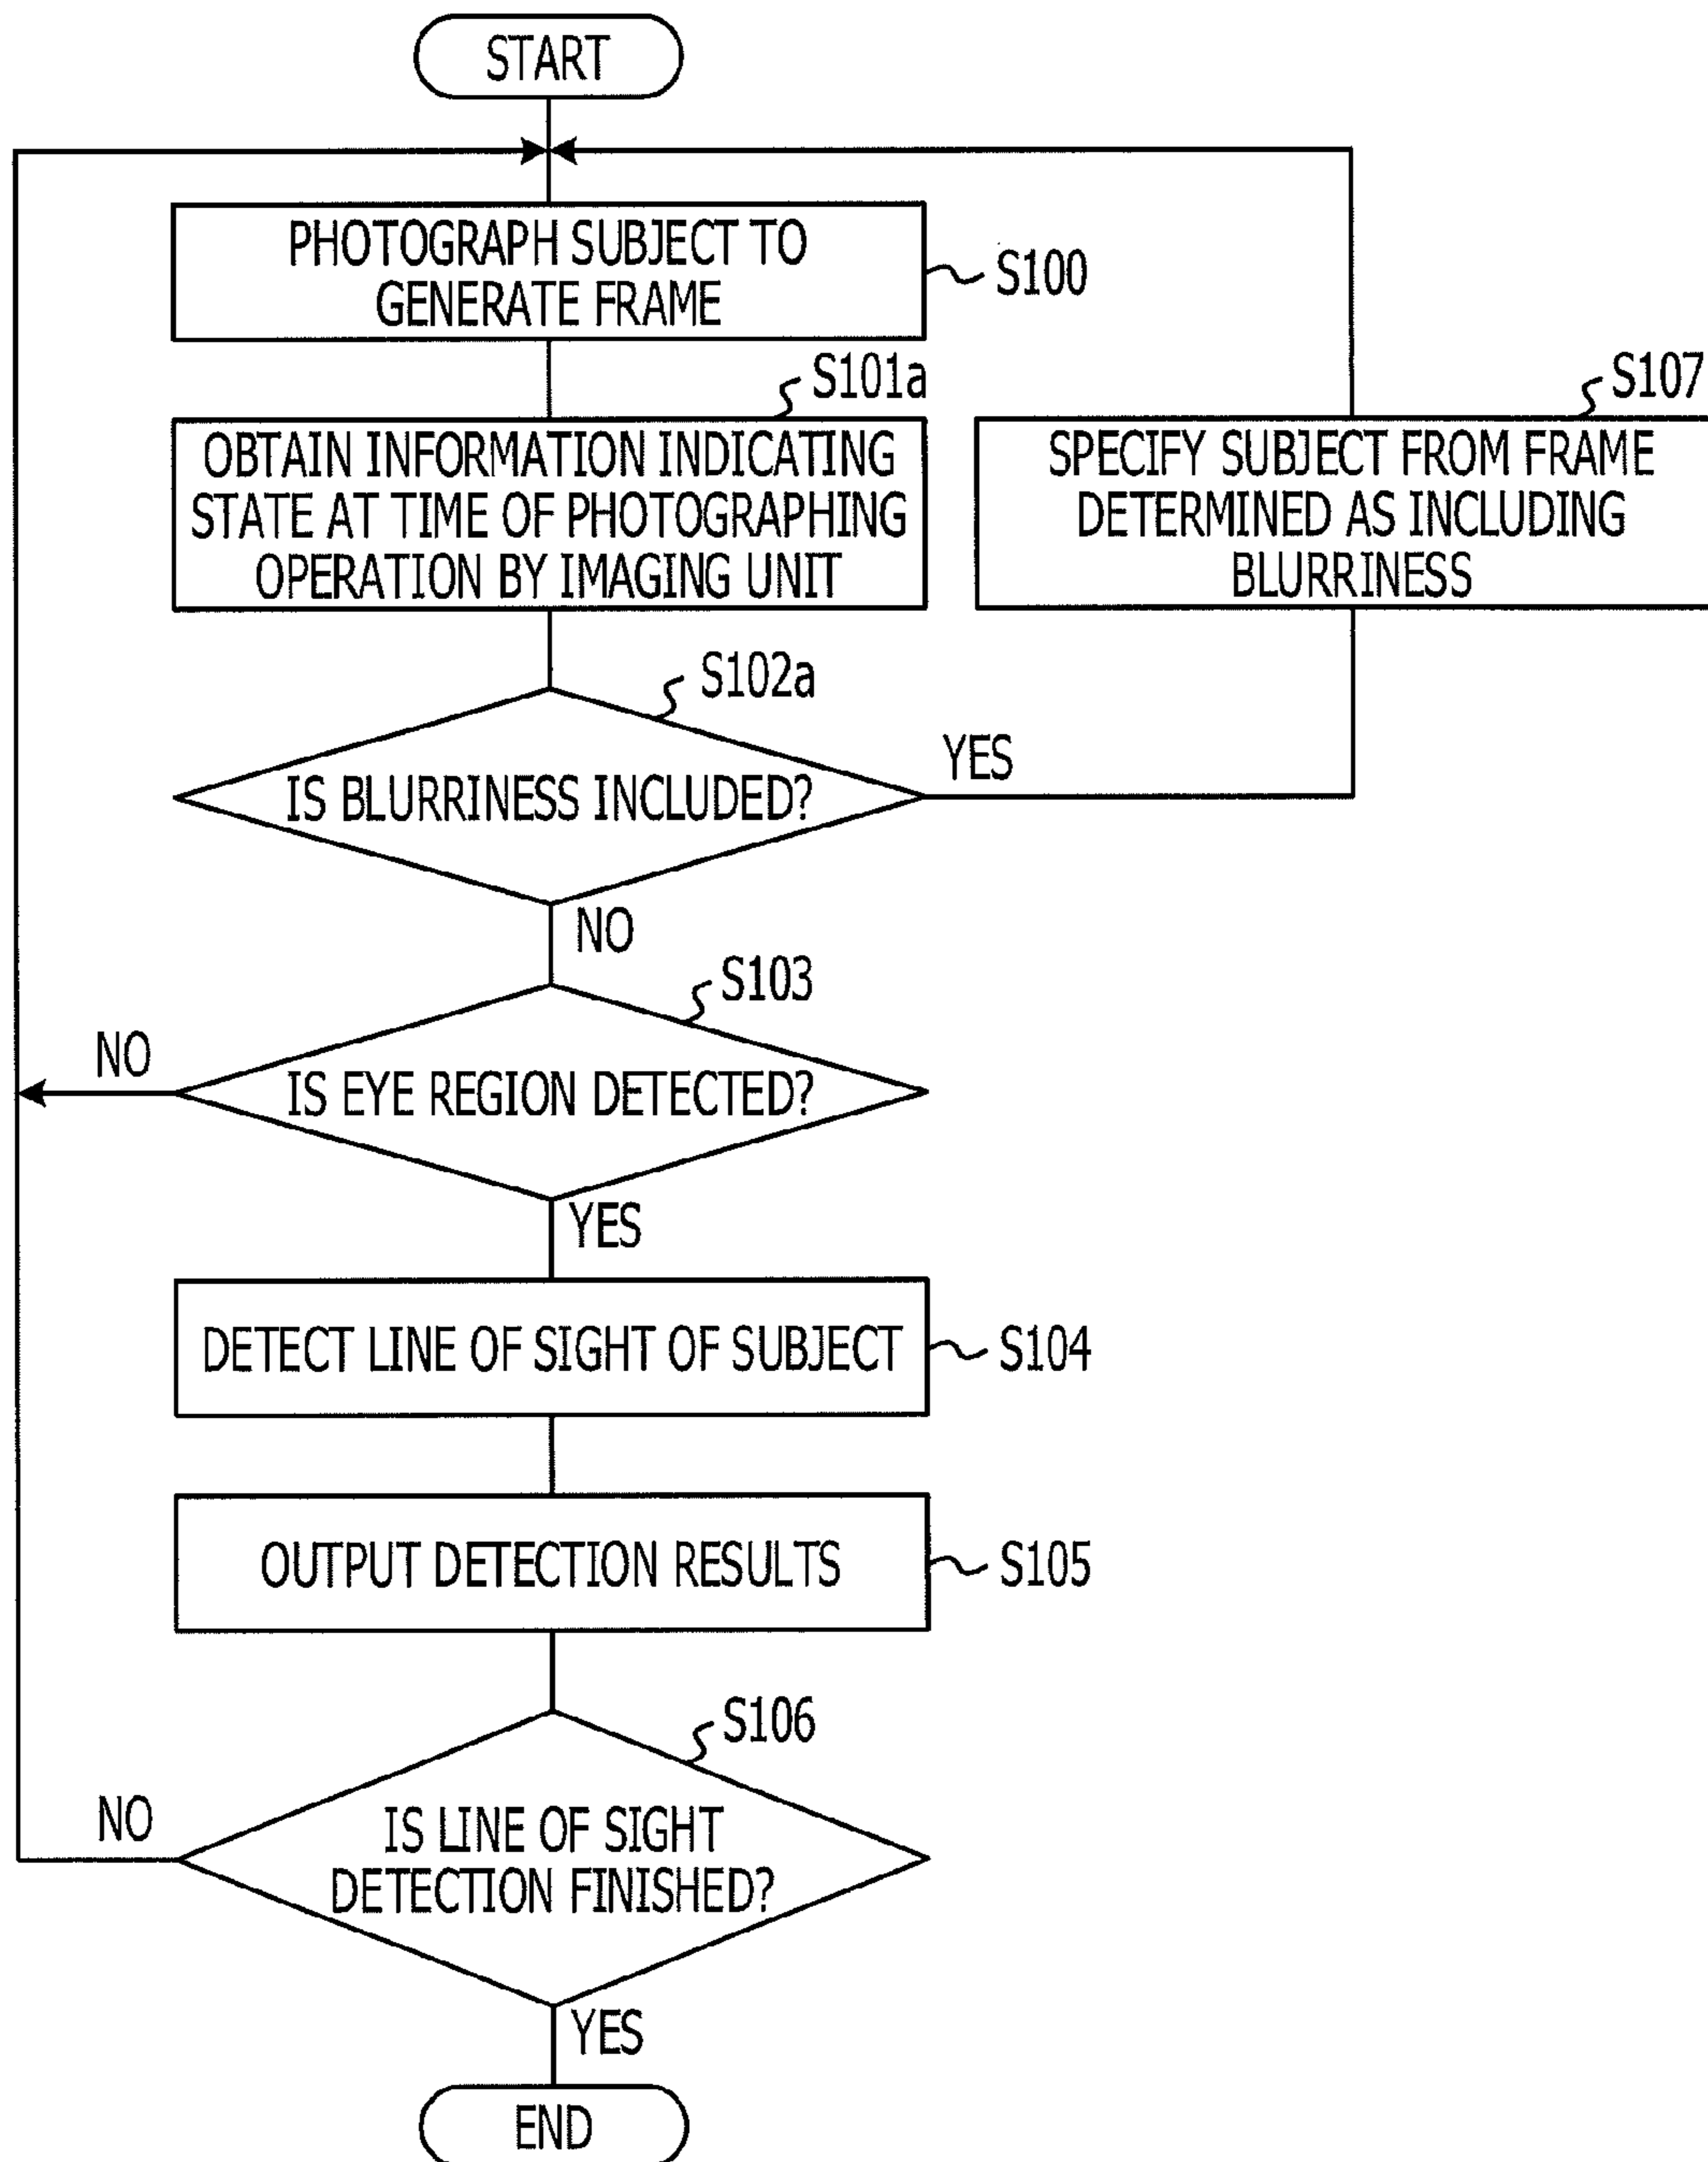 START
PHOTOGRAPH SUBJECT TO
GENERATE FRAME
S100
S101a
OBTAIN INFORMATION INDICATING
STATE AT TIME OF PHOTOGRAPHING
OPERATION BY IMAGING UNIT
S107
SPECIFY SUBJECT FROM FRAME
DETERMINED AS INCLUDING
BLURRINESS
S102a
IS BLURRINESS INCLUDED?
YES
NO
S103
IS EYE REGION DETECTED?
NO
YES
DETECT LINE OF SIGHT OF SUBJECT
S104
OUTPUT DETECTION RESULTS
S105
S106
IS LINE OF SIGHT
DETECTION FINISHED?
NO
YES
END